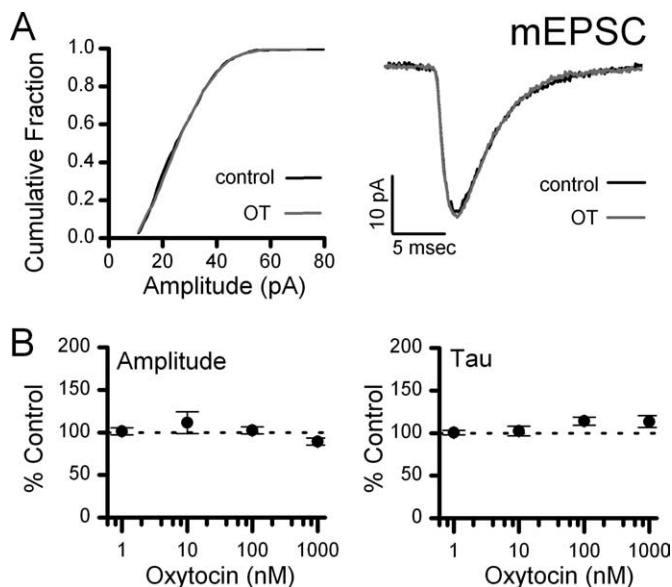 A
mEPSC
Cumulative Fraction
1.0
0.8
0.6
0.4
0.2
0.0
control
OT
0 20 40 60 80
Amplitude (pA)
10 pA
5 msec
control
OT
B
% Control
200
150
100
50
0
Amplitude
1 10 100 1000
Oxytocin (nM)
% Control
200
150
100
50
0
Tau
1 10 100 1000
Oxytocin (nM)